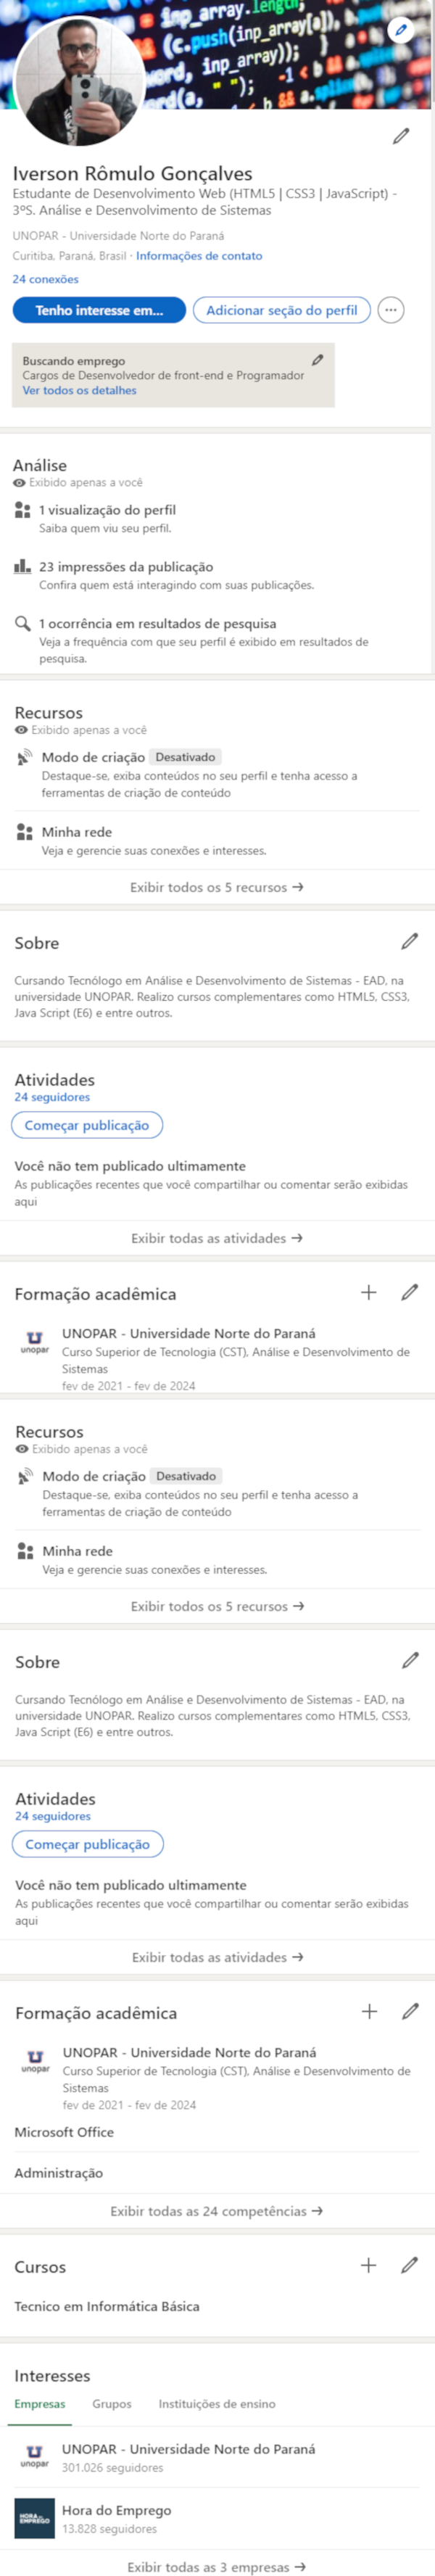 inp_array.length
(c.push(inp_array[a]),
inp_array));
Iverson Rômulo Gonçalves
Estudante de Desenvolvimento Web (HTML5 | CSS3 | JavaScript) -
3ºS. Análise e Desenvolvimento de Sistemas
UNOPAR - Universidade Norte do Paraná
Curitiba, Paraná, Brasil · Informações de contato
24 conexões
Tenho interesse em... Adicionar seção do perfil ...
Buscando emprego
Cargos de Desenvolvedor de front-end e Programador
Ver todos os detalhes
Análise
Exibido apenas a você
1 visualização do perfil
Saiba quem viu seu perfil.
23 impressões da publicação
Confira quem está interagindo com suas publicações.
1 ocorrência em resultados de pesquisa
Veja a frequência com que seu perfil é exibido em resultados de
pesquisa.
Recursos
Exibido apenas a você
Modo de criação Desativado
Destaque-se, exiba conteúdos no seu perfil e tenha acesso a
ferramentas de criação de conteúdo
Minha rede
Veja e gerencie suas conexões e interesses.
Exibir todos os 5 recursos →
Sobre
Cursando Tecnólogo em Análise e Desenvolvimento de Sistemas - EAD, na
universidade UNOPAR. Realizo cursos complementares como HTML5, CSS3,
Java Script (E6) e entre outros.
Atividades
24 seguidores
Começar publicação
Você não tem publicado ultimamente
As publicações recentes que você compartilhar ou comentar serão exibidas
aqui
Exibir todas as atividades →
Formação acadêmica
unopar
UNOPAR - Universidade Norte do Paraná
Curso Superior de Tecnologia (CST), Análise e Desenvolvimento de
Sistemas
fev de 2021 - fev de 2024
Recursos
Exibido apenas a você
Modo de criação Desativado
Destaque-se, exiba conteúdos no seu perfil e tenha acesso a
ferramentas de criação de conteúdo
Minha rede
Veja e gerencie suas conexões e interesses.
Exibir todos os 5 recursos →
Sobre
Cursando Tecnólogo em Análise e Desenvolvimento de Sistemas - EAD, na
universidade UNOPAR. Realizo cursos complementares como HTML5, CSS3,
Java Script (E6) e entre outros.
Atividades
24 seguidores
Começar publicação
Você não tem publicado ultimamente
As publicações recentes que você compartilhar ou comentar serão exibidas
aqui
Exibir todas as atividades →
Formação acadêmica
unopar
UNOPAR - Universidade Norte do Paraná
Curso Superior de Tecnologia (CST), Análise e Desenvolvimento de
Sistemas
fev de 2021 - fev de 2024
Microsoft Office
Administração
Exibir todas as 24 competências →
Cursos
Tecnico em Informática Básica
Interesses
Empresas Grupos Instituições de ensino
unopar
UNOPAR - Universidade Norte do Paraná
301.026 seguidores
Hora do Emprego
13.828 seguidores
Exibir todas as 3 empresas →